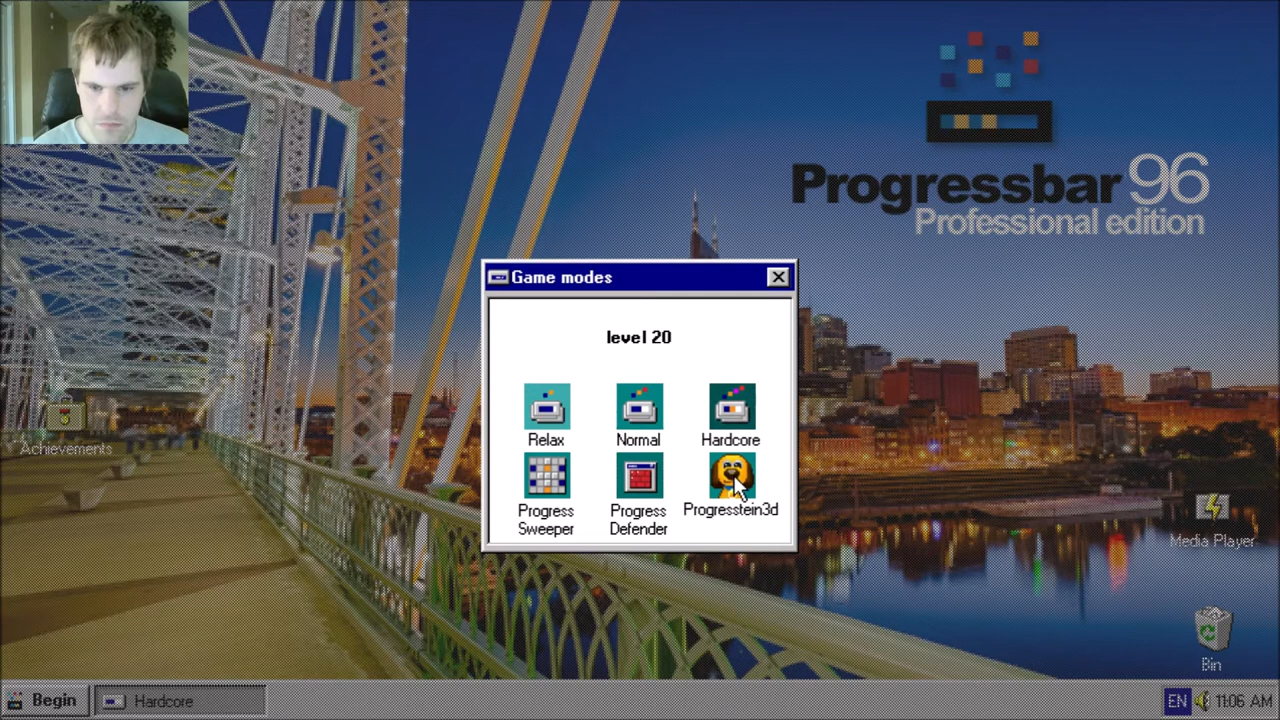 Progressbar 96
Professional edition
Game modes
level 20
Relax
Normal
Hardcore
Progress
Sweeper
Progress
Defender
Progresstein3d
Achievements
Media Player
Bin
Begin
Hardcore
EN
11:06 AM